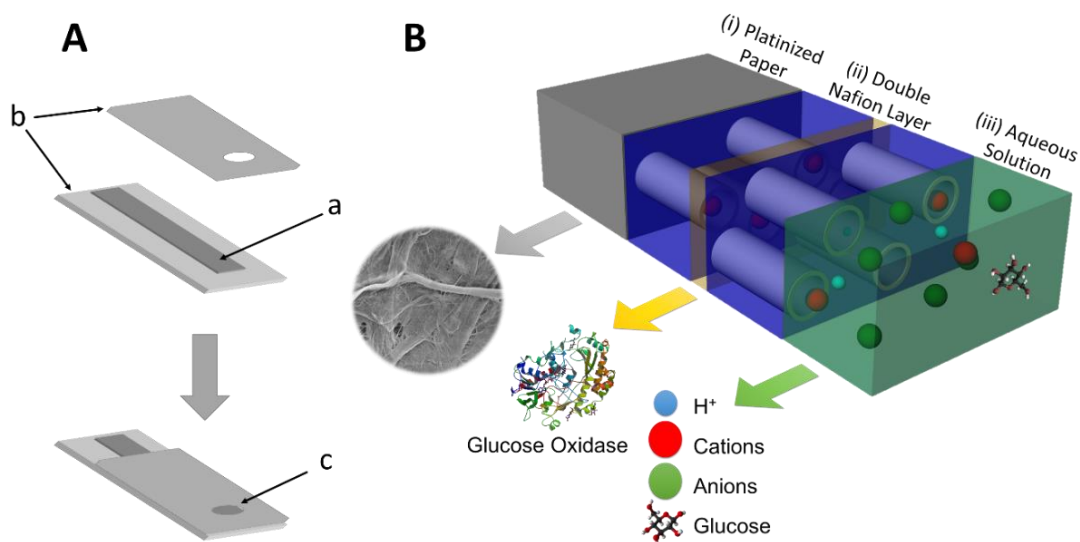 A
b
a
c
B
(i) Platinized
Paper
(ii) Double
Nafion Layer
(iii) Aqueous
Solution
Glucose Oxidase
H⁺
Cations
Anions
Glucose